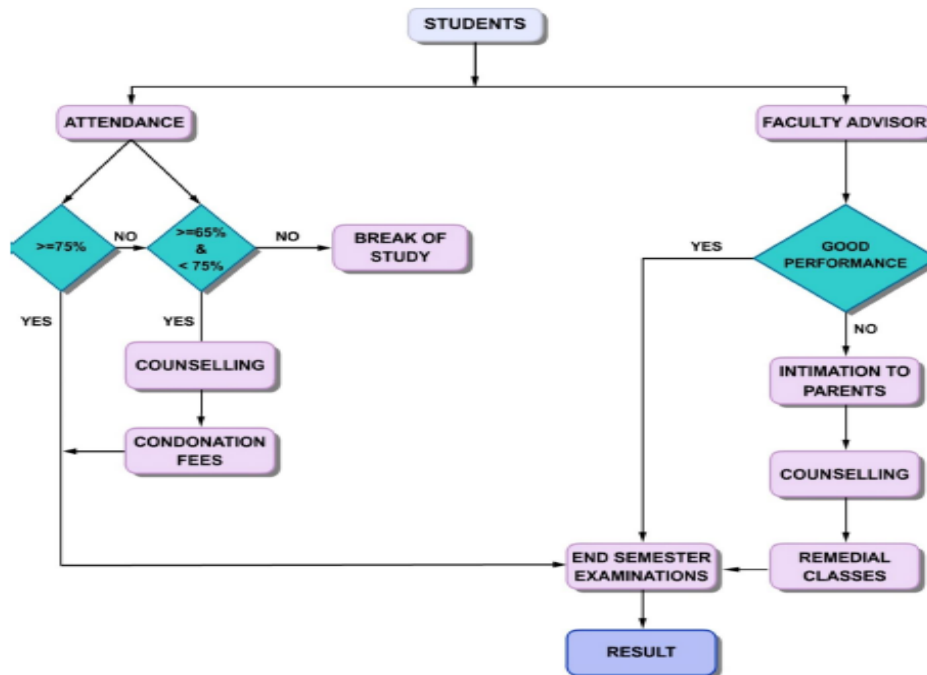 STUDENTS
ATTENDANCE
FACULTY ADVISOR
>=75%
NO
>=65%
&
< 75%
NO
BREAK OF
STUDY
YES
GOOD
PERFORMANCE
YES
YES
NO
COUNSELLING
INTIMATION TO
PARENTS
CONDONATION
FEES
COUNSELLING
END SEMESTER
EXAMINATIONS
REMEDIAL
CLASSES
RESULT